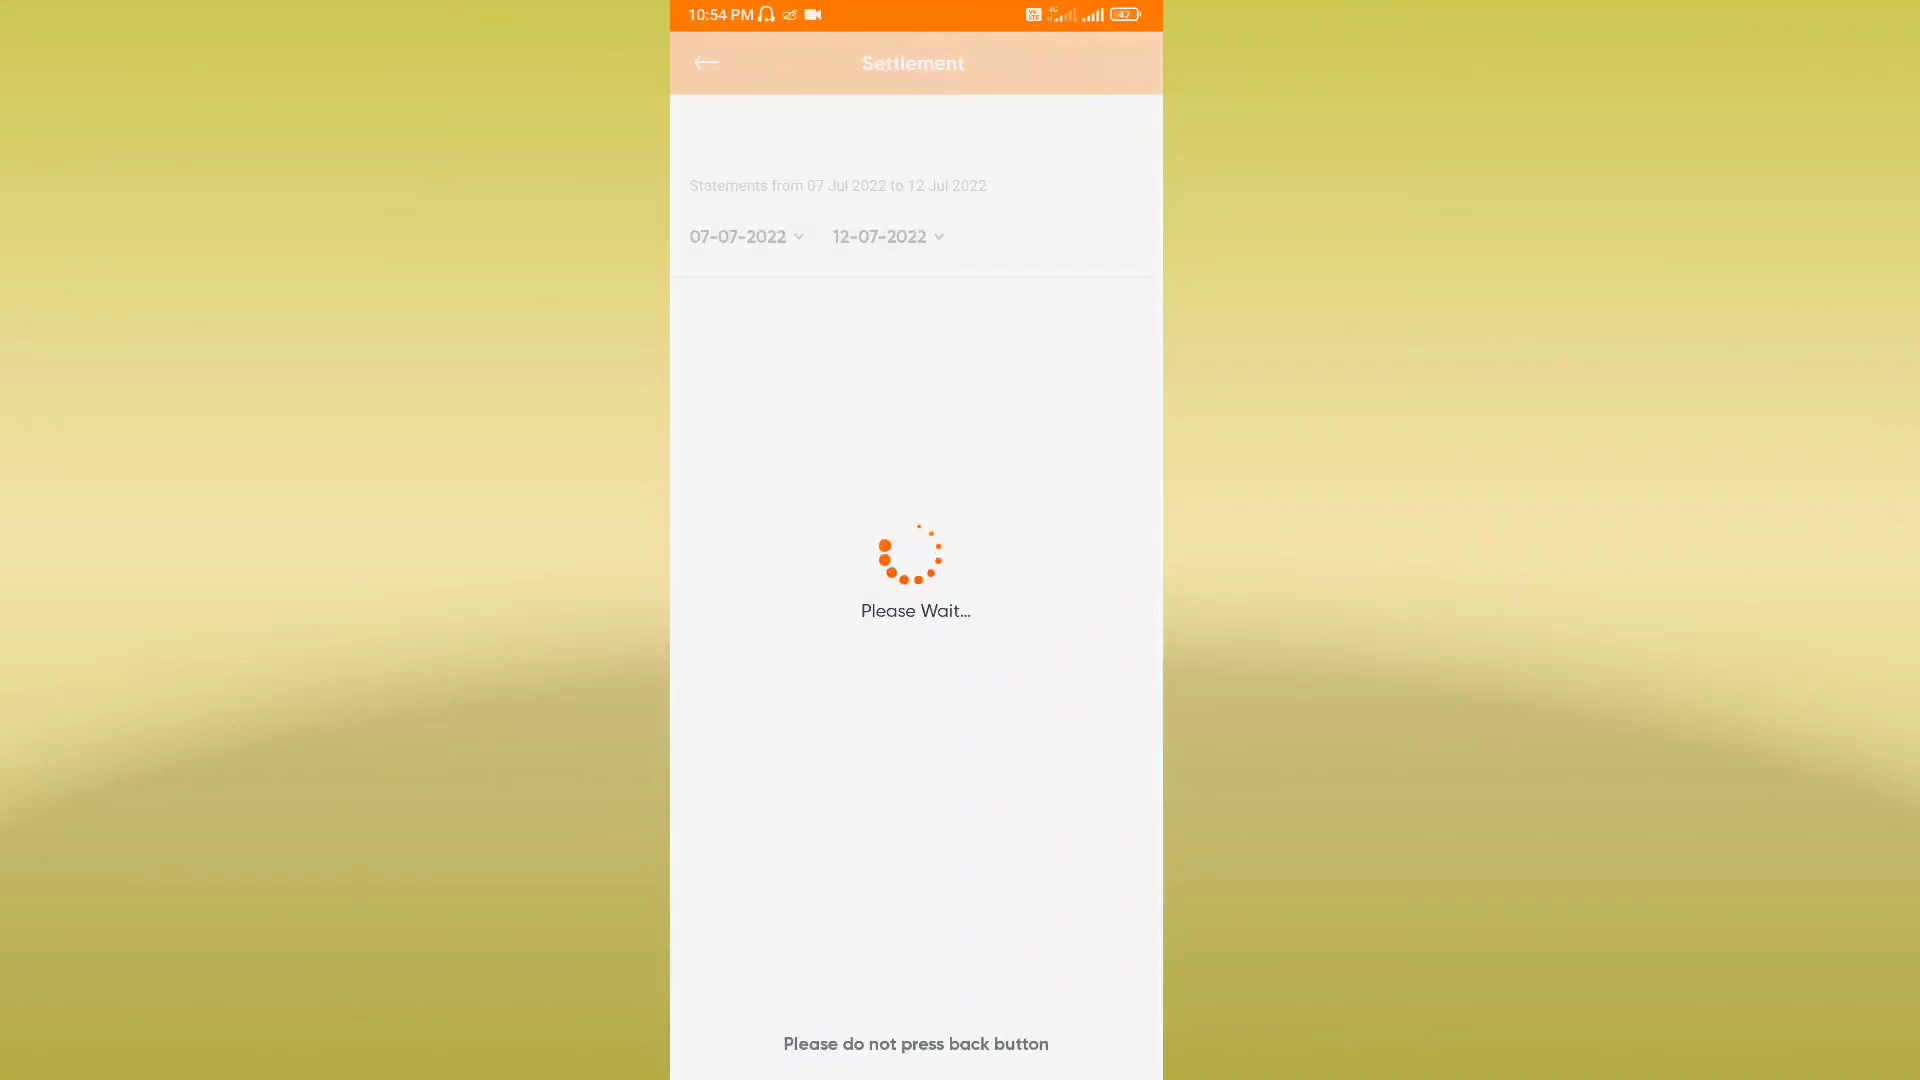 10:54 PM
42
Settlement
Statements from 07 Jul 2022 to 12 Jul 2022
07-07-2022 12-07-2022
Please Wait...
Please do not press back button